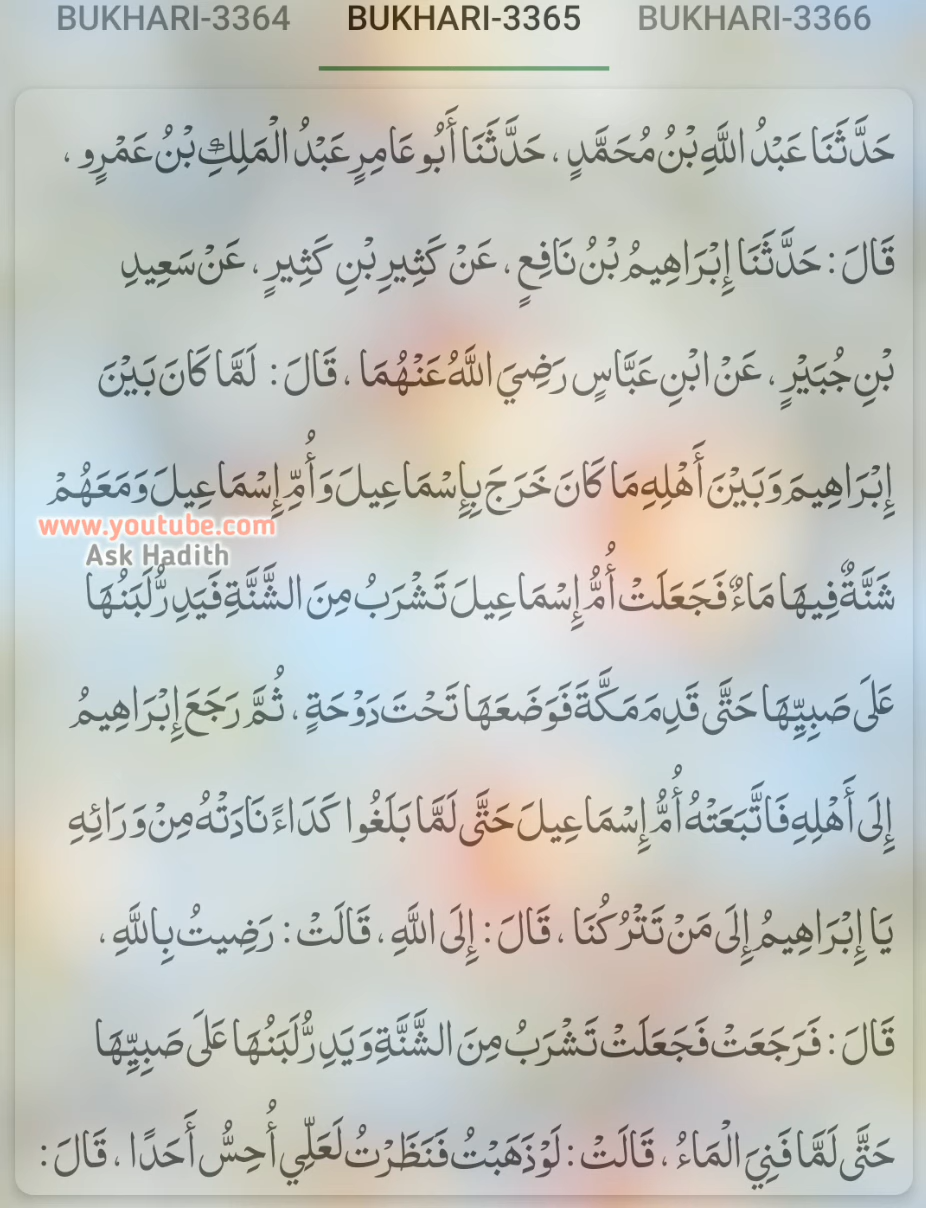 BUKHARI-3364 BUKHARI-3365 BUKHARI-3366
حَدَّثَنَا عَبْدُ اللَّهِ بْنُ مُحَمَّدٍ ، حَدَّثَنَا أَبُو عَامِرٍ عَبْدُ الْمَلِكِ بْنُ عَمْرٍو ،
قَالَ : حَدَّثَنَا إِبْرَاهِيمُ بْنُ نَافِعٍ ، عَنْ كَثِيرِ بْنِ كَثِيرٍ ، عَنْ سَعِيدِ
بْنِ جُبَيْرٍ ، عَنْ ابْنِ عَبَّاسٍ رَضِيَ اللَّهُ عَنْهُمَا ، قَالَ : لَمَّا كَانَ بَيْنَ
إِبْرَاهِيمَ وَبَيْنَ أَهْلِهِ مَا كَانَ خَرَجَ بِإِسْمَاعِيلَ وَأُمِّ إِسْمَاعِيلَ وَمَعَهُمْ
www.youtube.com
Ask Hadith
شَنَّةٌ فِيهَا مَاءٌ فَجَعَلَتْ أُمُّ إِسْمَاعِيلَ تَشْرَبُ مِنَ الشَّنَّةِ فَيَدِرُّ لَبَنُهَا
عَلَى صَبِيِّهَا حَتَّى قَدِمَ مَكَّةَ فَوَضَعَهَا تَحْتَ دَوْحَةٍ ، ثُمَّ رَجَعَ إِبْرَاهِيمُ
إِلَى أَهْلِهِ فَاتَّبَعَتْهُ أُمُّ إِسْمَاعِيلَ حَتَّى لَمَّا بَلَغُوا كَدَاءً نَادَتْهُ مِنْ وَرَائِهِ
يَا إِبْرَاهِيمُ إِلَى مَنْ تَتْرُكُنَا ، قَالَ : إِلَى اللَّهِ ، قَالَتْ : رَضِيتُ بِاللَّهِ ،
قَالَ : فَرَجَعَتْ فَجَعَلَتْ تَشْرَبُ مِنَ الشَّنَّةِ وَيَدِرُّ لَبَنُهَا عَلَى صَبِيِّهَا
حَتَّى لَمَّا فَنِيَ الْمَاءُ ، قَالَتْ : لَوْ ذَهَبْتُ فَنَظَرْتُ لَعَلِّي أُحِسُّ أَحَدًا ، قَالَ :